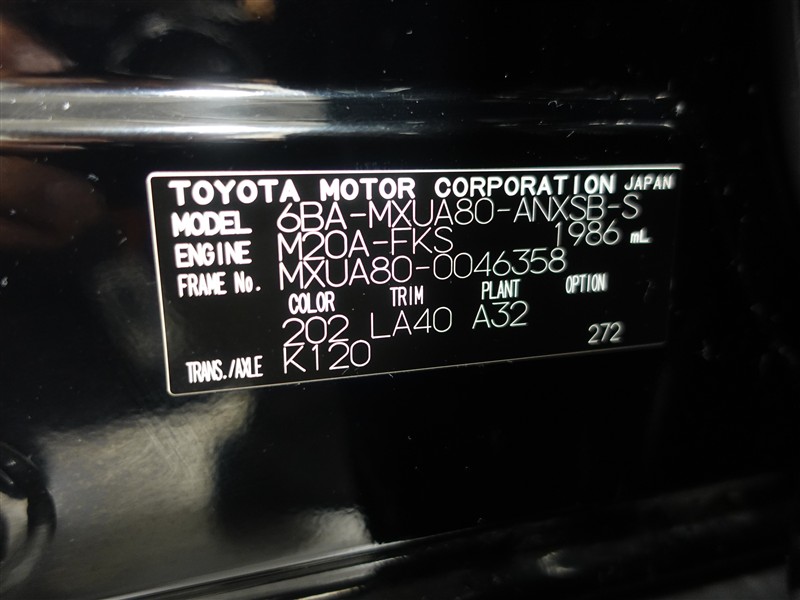 TOYOTA MOTOR CORPORATION JAPAN
MODEL 6BA-MXUA80-ANXSB-S
ENGINE M20A-FKS 1986 mL
FRAME No. MXUA80-0046358
COLOR TRIM PLANT OPTION
202 LA40 A32
TRANS./AXLE K120 272